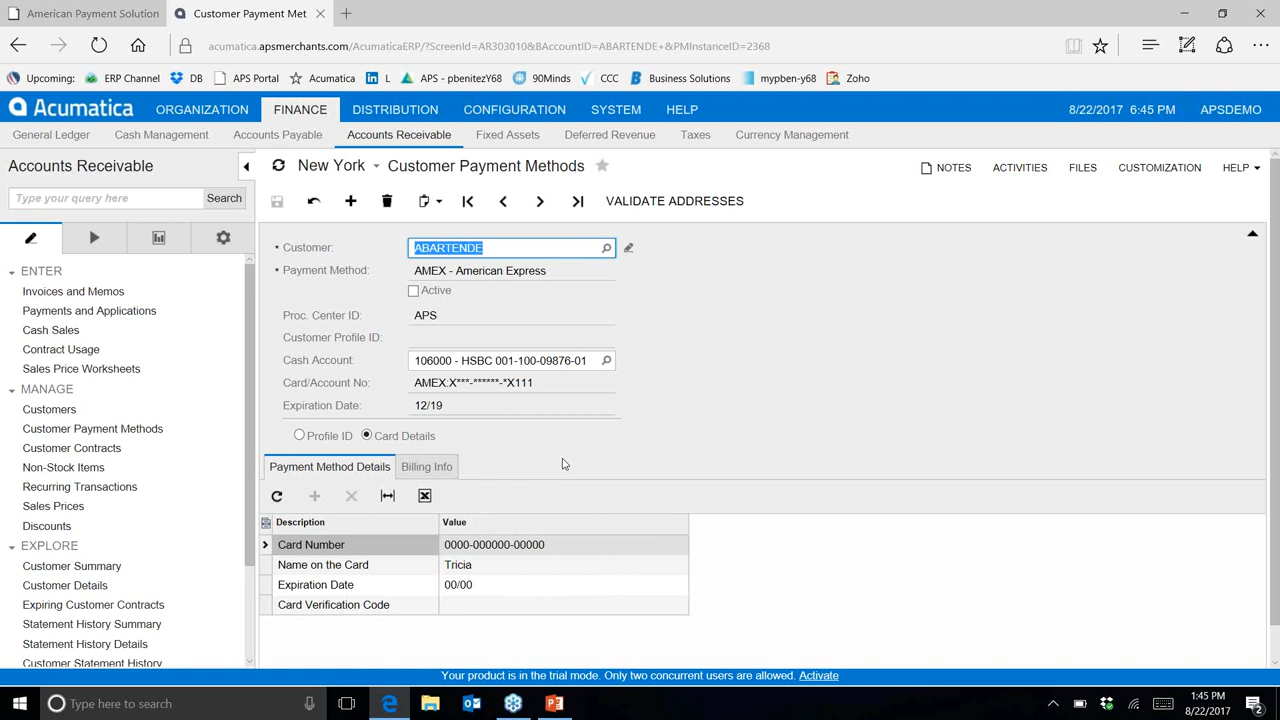 American Payment Solution
Customer Payment Met
acumatica.apsmerchants.com/AcumaticaERP/?ScreenId=AR303010&BAccountID=ABARTENDE+&PMInstanceID=2368
Upcoming: ERP Channel DB APS Portal Acumatica L APS - pbenitezY68 90Minds CCC Business Solutions mypben-y68 Zoho
Acumatica ORGANIZATION FINANCE DISTRIBUTION CONFIGURATION SYSTEM HELP 8/22/2017 6:45 PM APSDEMO
General Ledger Cash Management Accounts Payable Accounts Receivable Fixed Assets Deferred Revenue Taxes Currency Management
Accounts Receivable
New York Customer Payment Methods
NOTES ACTIVITIES FILES CUSTOMIZATION HELP
Type your query here Search
VALIDATE ADDRESSES
ENTER
Invoices and Memos
Payments and Applications
Cash Sales
Contract Usage
Sales Price Worksheets
MANAGE
Customers
Customer Payment Methods
Customer Contracts
Non-Stock Items
Recurring Transactions
Sales Prices
Discounts
EXPLORE
Customer Summary
Customer Details
Expiring Customer Contracts
Statement History Summary
Statement History Details
Customer Statement History
* Customer: ABARTENDE
* Payment Method: AMEX - American Express
Active
Proc. Center ID: APS
Customer Profile ID:
Cash Account: 106000 - HSBC 001-100-09876-01
Card/Account No: AMEX:X***-******-*X111
Expiration Date: 12/19
Profile ID Card Details
Payment Method Details Billing Info
Description Value
Card Number 0000-000000-00000
Name on the Card Tricia
Expiration Date 00/00
Card Verification Code
Your product is in the trial mode. Only two concurrent users are allowed. Activate
Type here to search
1:45 PM
8/22/2017